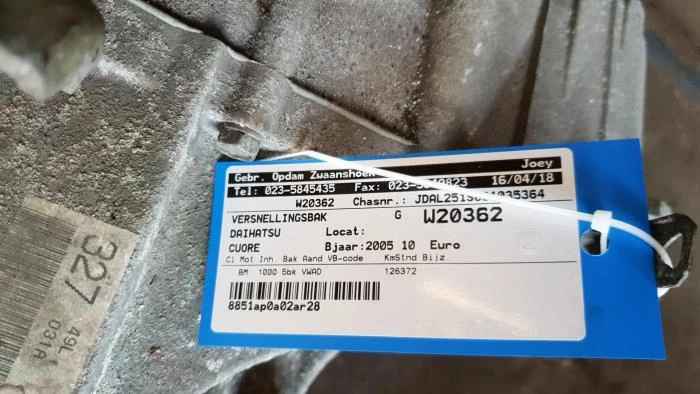 Gebr. Opdam Zwaanshoek Joey
Tel: 023-5845435 Fax: 16/04/18
W20362 Chasnr.:
VERSNELLINGSBAK G W20362
DAIHATSU Locat:
CUORE Bjaar:2005 10 Euro
Cl Mot Inh. Bak Aand VB-code KmStnd Bijz.
BM 1000 5bk VWAD 126372
8851ap0a02ar28
327
49L
031A